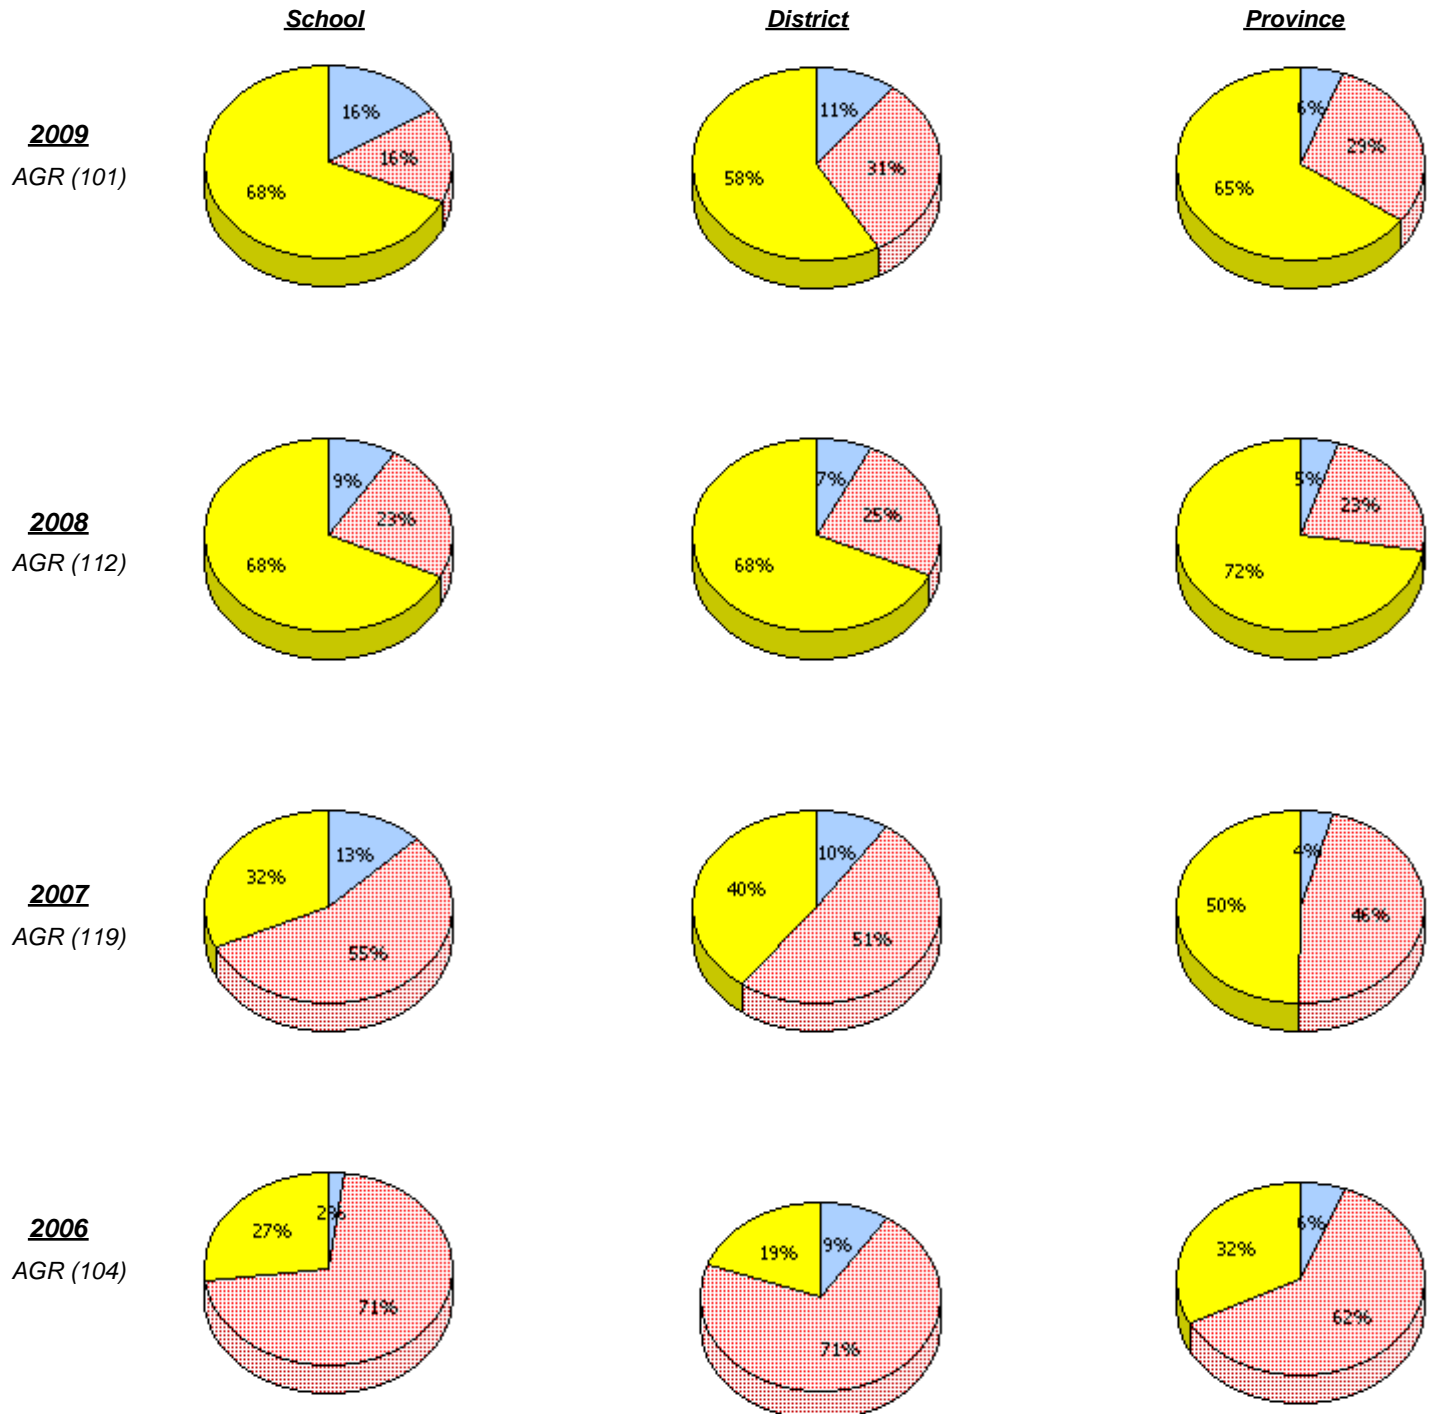 School District Province
2009
AGR (101)
16% 16% 68%
11% 31% 58%
6% 29% 65%
2008
AGR (112)
9% 23% 68%
7% 25% 68%
5% 23% 72%
2007
AGR (119)
13% 32% 55%
10% 40% 51%
4% 50% 46%
2006
AGR (104)
2% 27% 71%
9% 19% 71%
6% 32% 62%